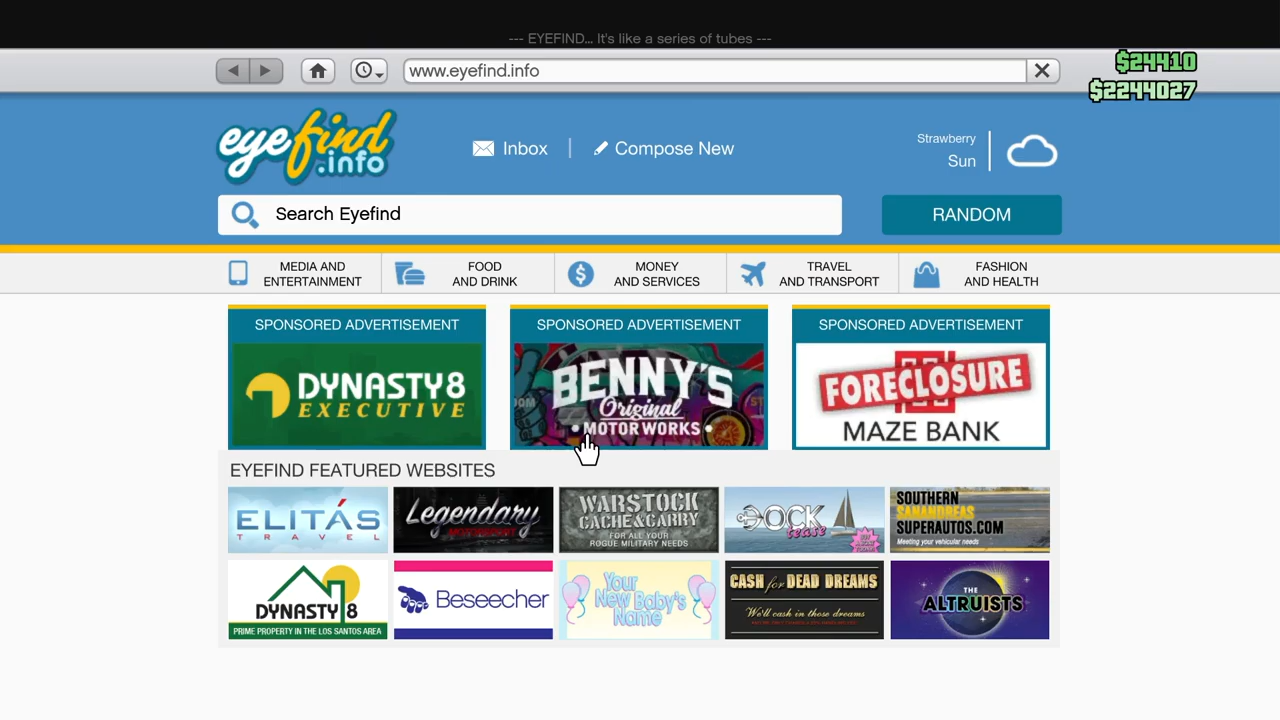 --- EYEFIND... It's like a series of tubes ---
www.eyefind.info
$24410
$2244027
eyefind
.info
Inbox
Compose New
Strawberry
Sun
Search Eyefind
RANDOM
MEDIA AND
ENTERTAINMENT
FOOD
AND DRINK
MONEY
AND SERVICES
TRAVEL
AND TRANSPORT
FASHION
AND HEALTH
SPONSORED ADVERTISEMENT
DYNASTY8
EXECUTIVE
SPONSORED ADVERTISEMENT
BENNY'S
Original
MOTOR WORKS
SPONSORED ADVERTISEMENT
FORECLOSURE
MAZE BANK
EYEFIND FEATURED WEBSITES
ELITÁS
TRAVEL
Legendary
MOTORSPORT
WARSTOCK
CACHE&CARRY
FOR ALL YOUR
ROGUE MILITARY NEEDS
DOCK
tease
SOUTHERN
SANANDREAS
SUPERAUTOS.COM
Meeting your vehicular needs
DYNASTY 8
PRIME PROPERTY IN THE LOS SANTOS AREA
Beseecher
Your
New Baby's
Name
CASH for DEAD DREAMS
We'll cash in those dreams
THE
ALTRUISTS